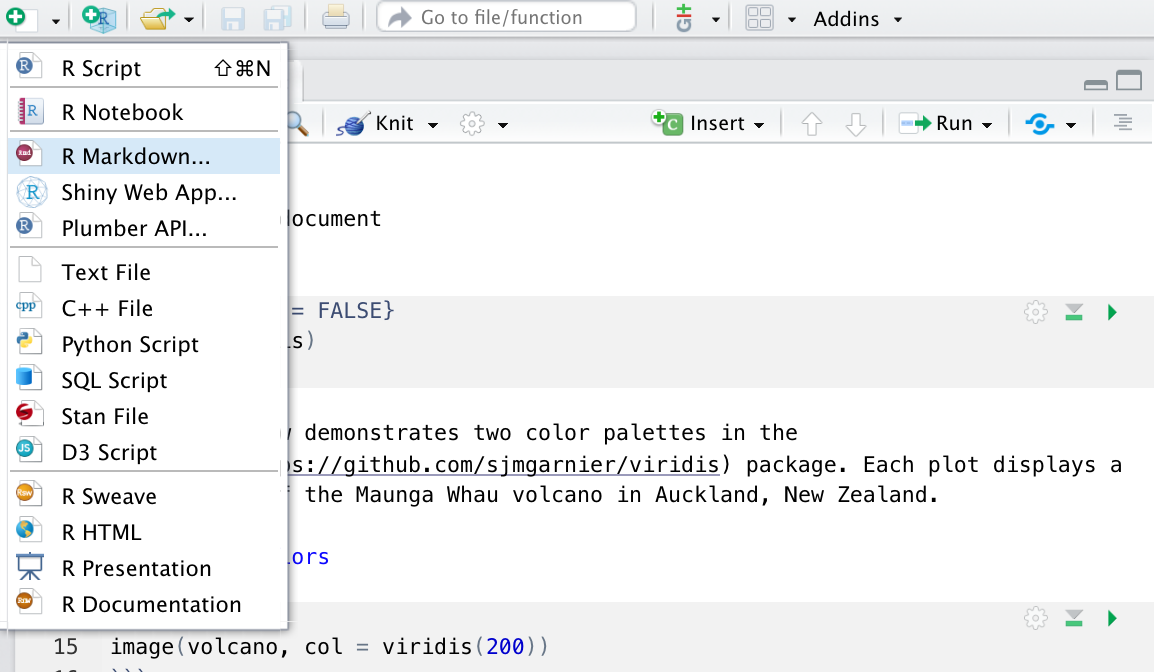 Go to file/function
Git
Addins
R Script ⇧⌘N
R Notebook
R Markdown...
Shiny Web App...
Plumber API...
Text File
C++ File
Python Script
SQL Script
Stan File
D3 Script
R Sweave
R HTML
R Presentation
R Documentation
Knit
Insert
Run
document
= FALSE}
is)
demonstrates two color palettes in the
ps://github.com/sjmgarnier/viridis) package. Each plot displays a
f the Maunga Whau volcano in Auckland, New Zealand.
lors
15 image(volcano, col = viridis(200))
16 ```